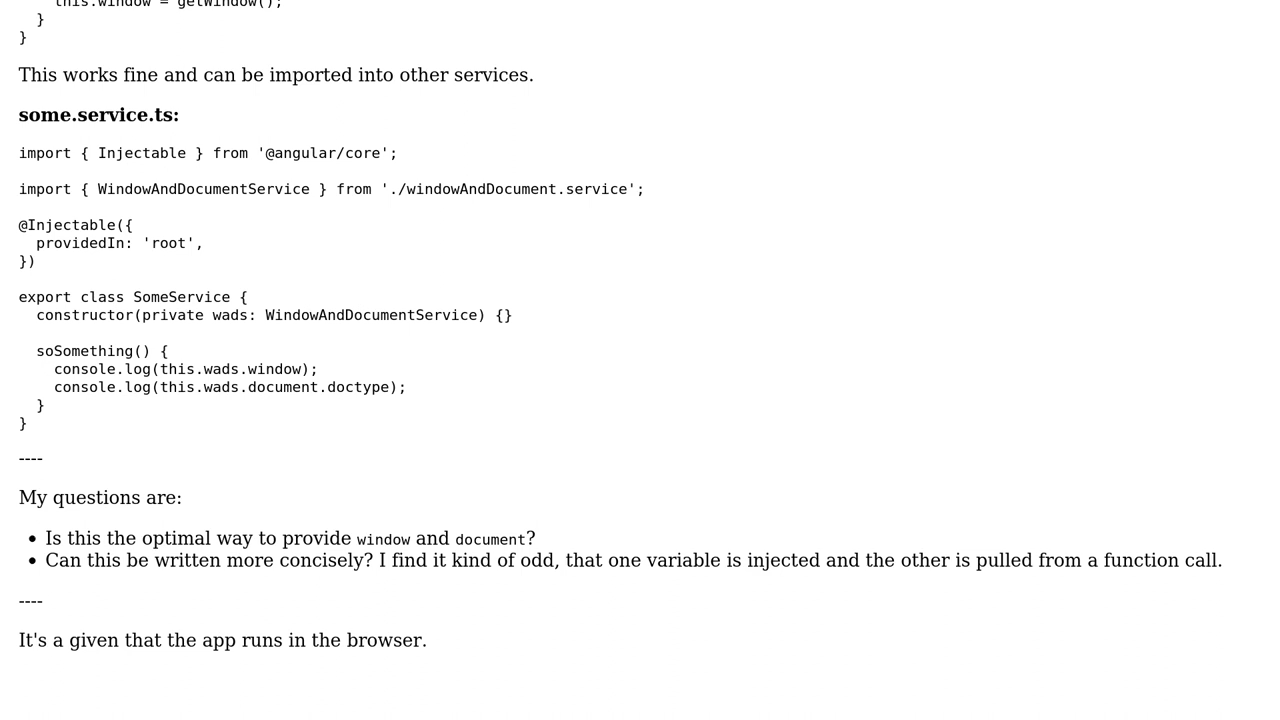 this.window = getWindow();
}
}
This works fine and can be imported into other services.
some.service.ts:
import { Injectable } from '@angular/core';
import { WindowAndDocumentService } from './windowAndDocument.service';
@Injectable({
providedIn: 'root',
})
export class SomeService {
constructor(private wads: WindowAndDocumentService) {}
soSomething() {
console.log(this.wads.window);
console.log(this.wads.document.doctype);
}
}
----
My questions are:
• Is this the optimal way to provide window and document?
• Can this be written more concisely? I find it kind of odd, that one variable is injected and the other is pulled from a function call.
----
It's a given that the app runs in the browser.